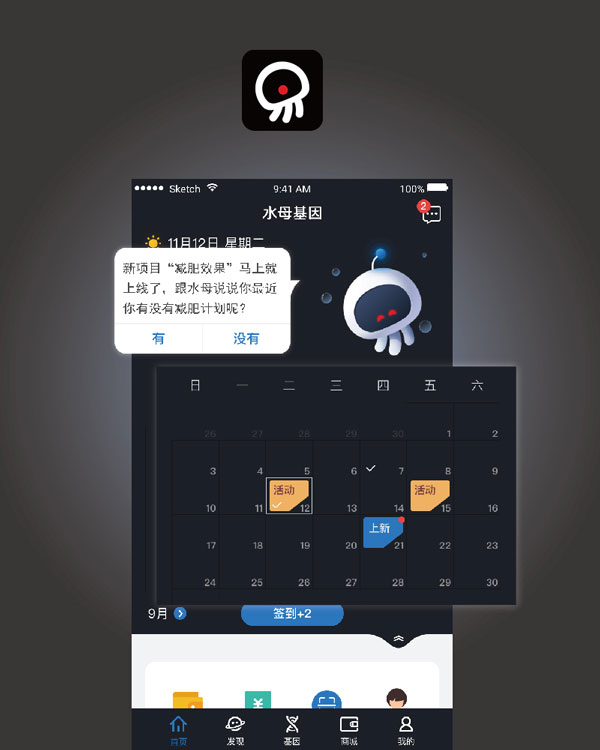 Sketch 9:41 AM 100%
水母基因
2
11月12日 星期二
新项目“减肥效果”马上就
上线了，跟水母说说你最近
你有没有减肥计划呢?
有 没有
日 一 二 三 四 五 六
26 27 28 29 30 1 2
3 4 5 6 7 8 9
活动 活动
10 11 12 13 14 15 16
上新
17 18 19 20 21 22 23
24 25 26 27 28 29 30
9月 签到+2
¥
首页 发现 基因 商城 我的